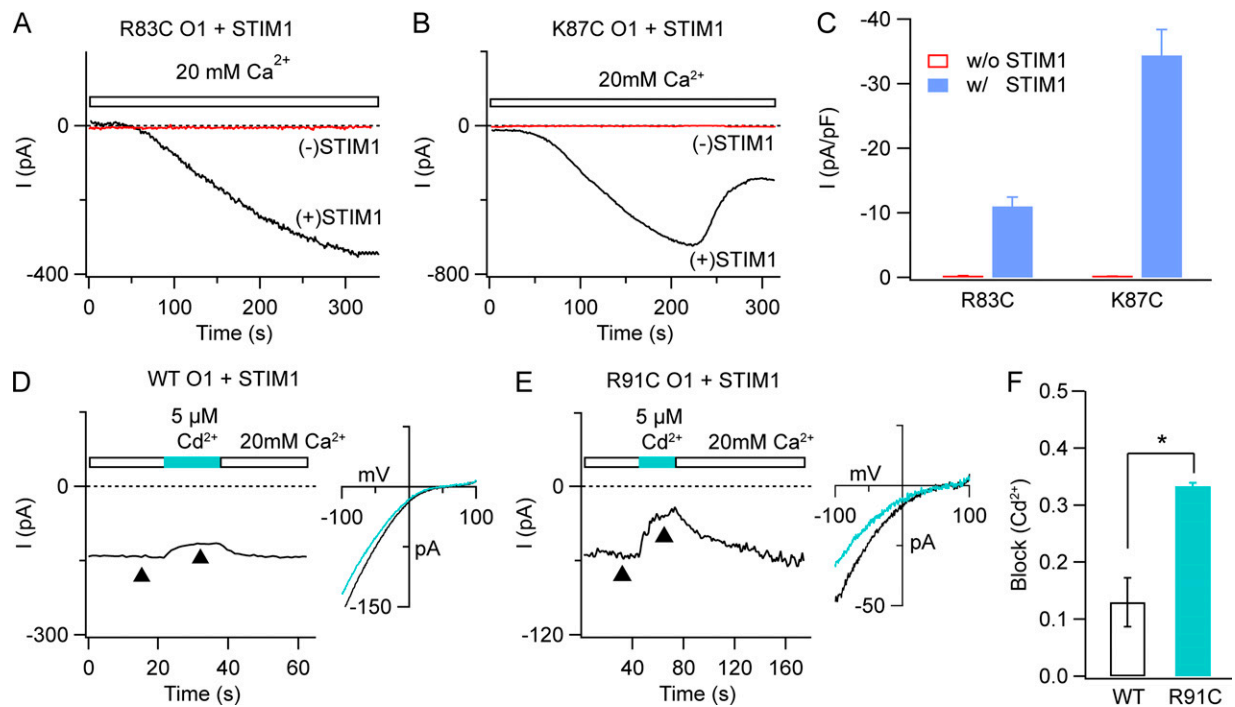 A
R83C O1 + STIM1
20 mM Ca2+
0
-400
I (pA)
(-)STIM1
(+)STIM1
0 100 200 300
Time (s)
B
K87C O1 + STIM1
20mM Ca2+
0
-800
I (pA)
(-)STIM1
(+)STIM1
0 100 200 300
Time (s)
C
-40
-30
-20
-10
0
I (pA/pF)
w/o STIM1
w/ STIM1
R83C K87C
D
WT O1 + STIM1
5 µM
Cd2+
20mM Ca2+
0
-300
I (pA)
0 20 40 60
Time (s)
mV
-100
100
pA
-150
E
R91C O1 + STIM1
5 µM
Cd2+
20mM Ca2+
0
-120
I (pA)
0 40 80 120 160
Time (s)
mV
-100
100
pA
-50
F
0.5
0.4
0.3
0.2
0.1
0.0
Block (Cd2+)
*
WT R91C